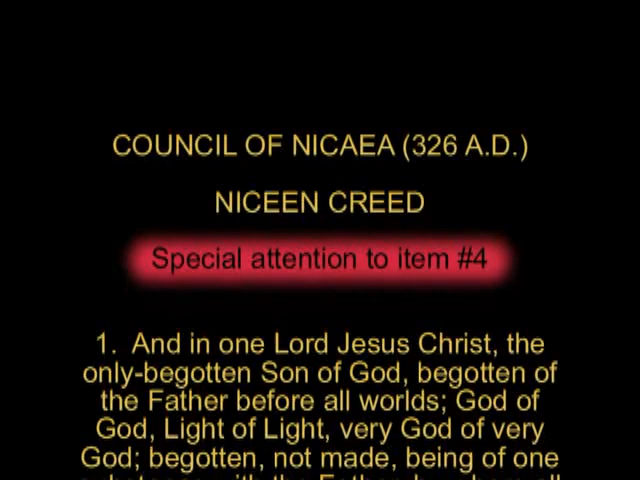 COUNCIL OF NICAEA (326 A.D.)
NICEEN CREED
Special attention to item #4
1. And in one Lord Jesus Christ, the
only-begotten Son of God, begotten of
the Father before all worlds; God of
God, Light of Light, very God of very
God; begotten, not made, being of one